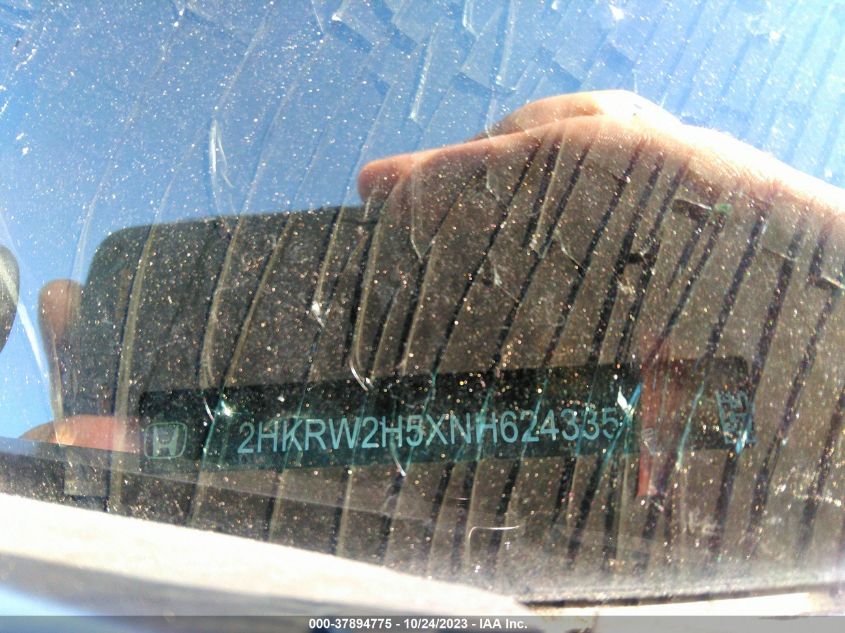 2HKRW2H5XNH624335
000-37894775 - 10/24/2023 - IAA Inc.